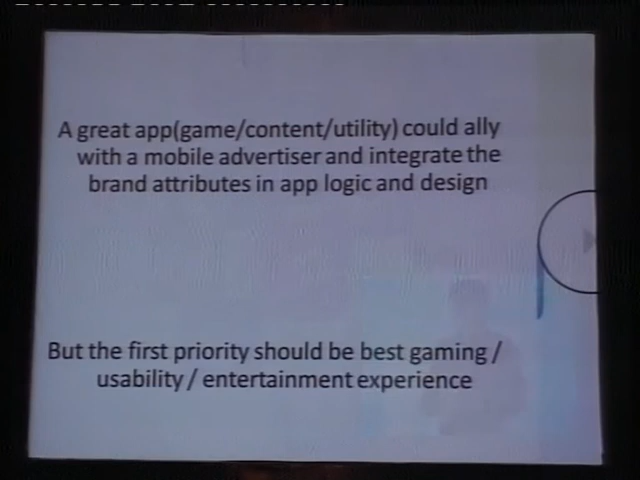 A great app(game/content/utility) could ally
with a mobile advertiser and integrate the
brand attributes in app logic and design
But the first priority should be best gaming /
usability / entertainment experience